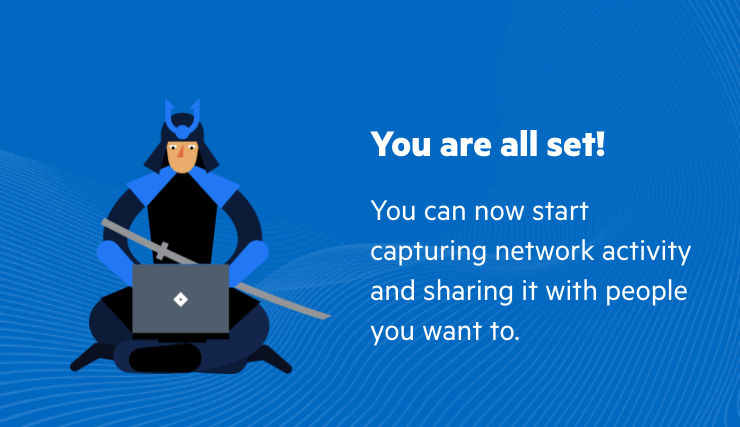 You are all set!
You can now start
capturing network activity
and sharing it with people
you want to.